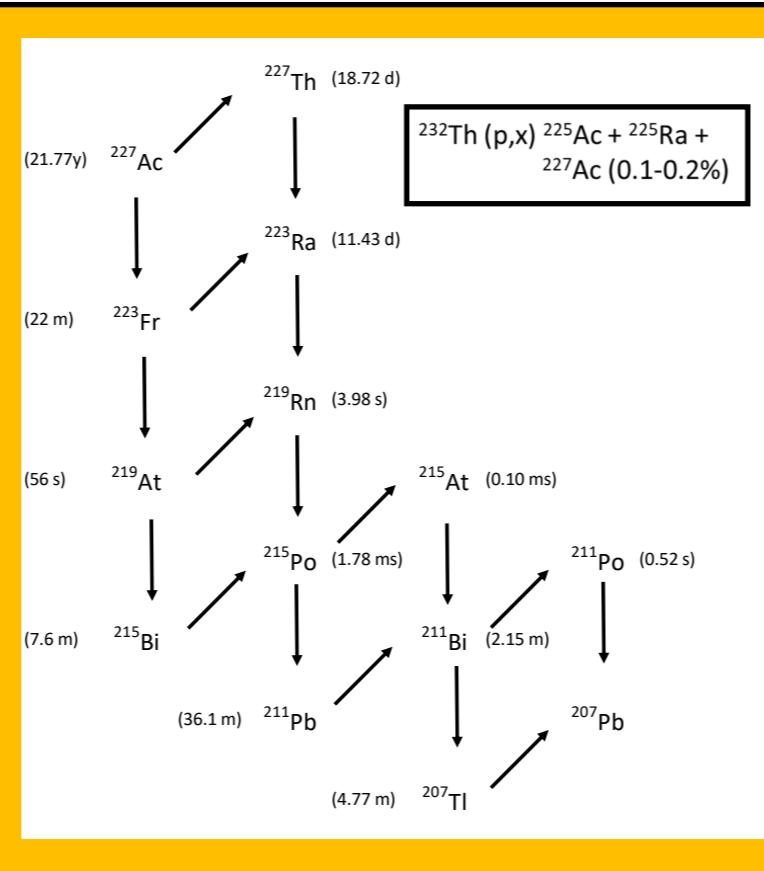 ²²⁷Th (18.72 d)
²³²Th (p,x) ²²⁵Ac + ²²⁵Ra +
²²⁷Ac (0.1-0.2%)
(21.77y) ²²⁷Ac
²²³Ra (11.43 d)
(22 m) ²²³Fr
²¹⁹Rn (3.98 s)
(56 s) ²¹⁹At
²¹⁵At (0.10 ms)
²¹⁵Po (1.78 ms)
²¹¹Po (0.52 s)
(7.6 m) ²¹⁵Bi
²¹¹Bi (2.15 m)
(36.1 m) ²¹¹Pb
²⁰⁷Pb
(4.77 m) ²⁰⁷Tl